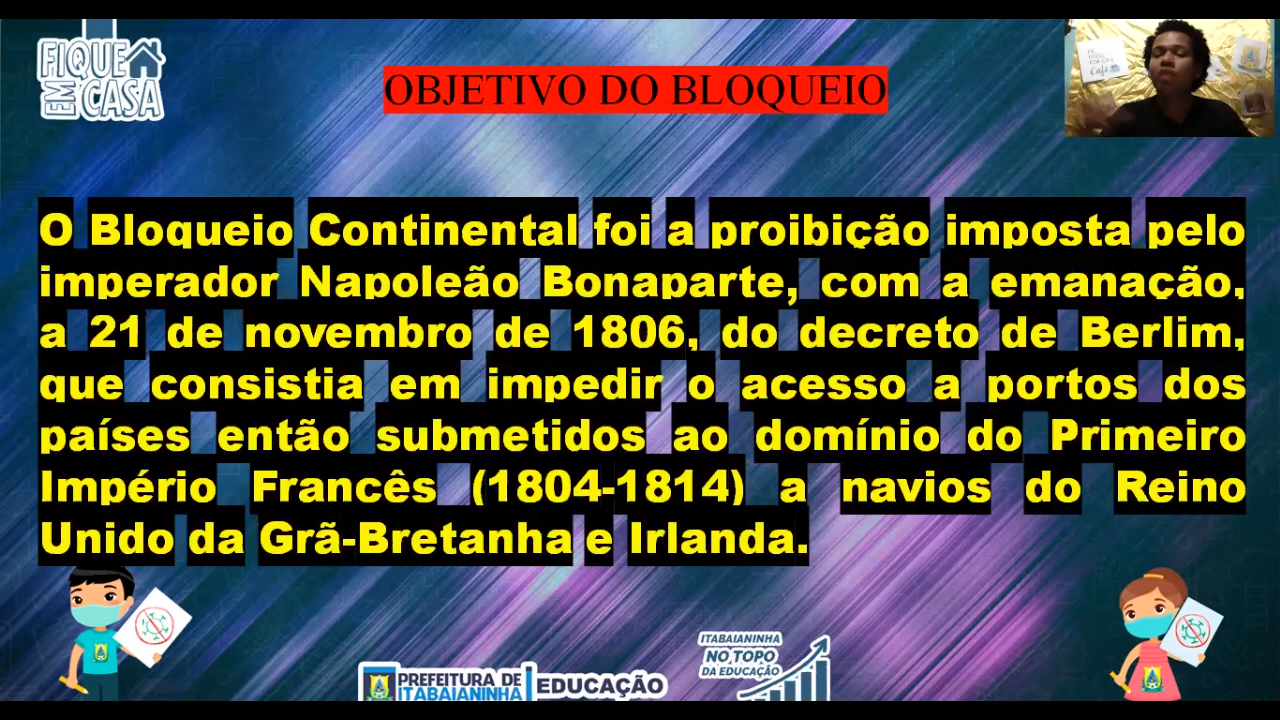 FIQUE
EM CASA
OBJETIVO DO BLOQUEIO
O Bloqueio Continental foi a proibição imposta pelo
imperador Napoleão Bonaparte, com a emanação,
a 21 de novembro de 1806, do decreto de Berlim,
que consistia em impedir o acesso a portos dos
países então submetidos ao domínio do Primeiro
Império Francês (1804-1814) a navios do Reino
Unido da Grã-Bretanha e Irlanda.
ITABAIANINHA
NO TOPO
DA EDUCAÇÃO
PREFEITURA DE
ITABAIANINHA
EDUCAÇÃO